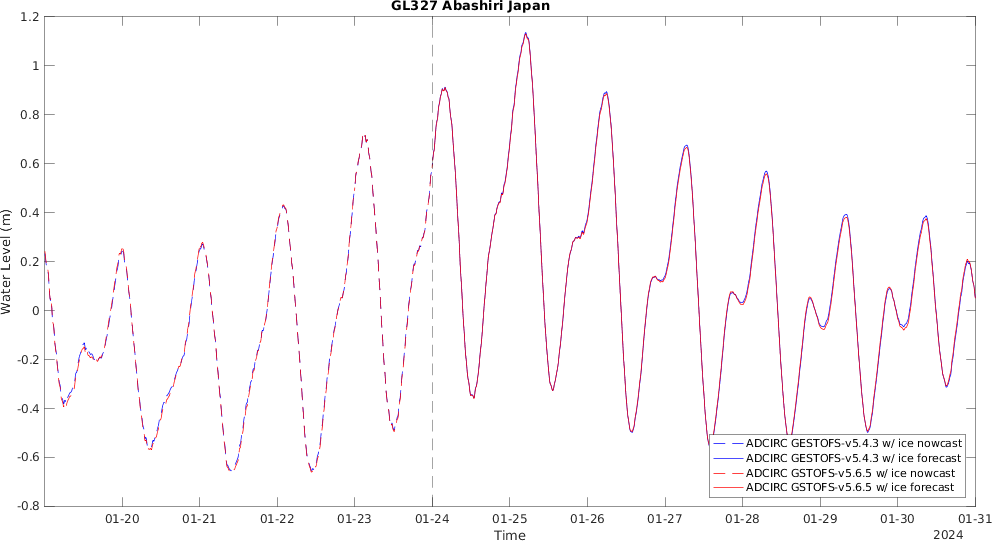 GL327 Abashiri Japan
Water Level (m)
1.2
1
0.8
0.6
0.4
0.2
0
-0.2
-0.4
-0.6
-0.8
ADCIRC GESTOFS-v5.4.3 w/ ice nowcast
ADCIRC GESTOFS-v5.4.3 w/ ice forecast
ADCIRC GSTOFS-v5.6.5 w/ ice nowcast
ADCIRC GSTOFS-v5.6.5 w/ ice forecast
01-20 01-21 01-22 01-23 01-24 01-25 01-26 01-27 01-28 01-29 01-30 01-31
Time
2024